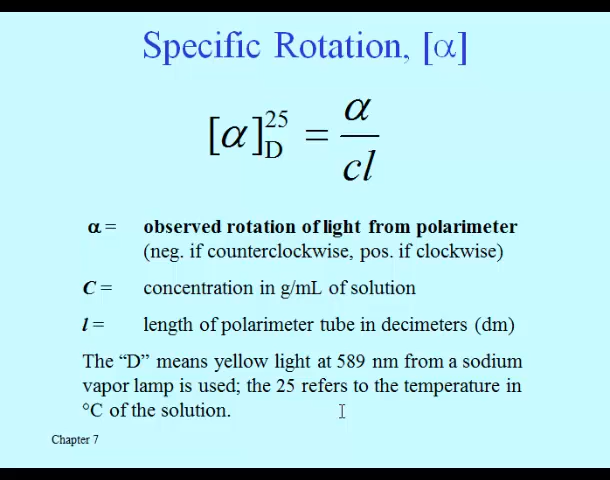 Specific Rotation, [α]
[α]²⁵_D = α / cl
α = observed rotation of light from polarimeter
(neg. if counterclockwise, pos. if clockwise)
C = concentration in g/mL of solution
l = length of polarimeter tube in decimeters (dm)
The “D” means yellow light at 589 nm from a sodium
vapor lamp is used; the 25 refers to the temperature in
°C of the solution.
Chapter 7